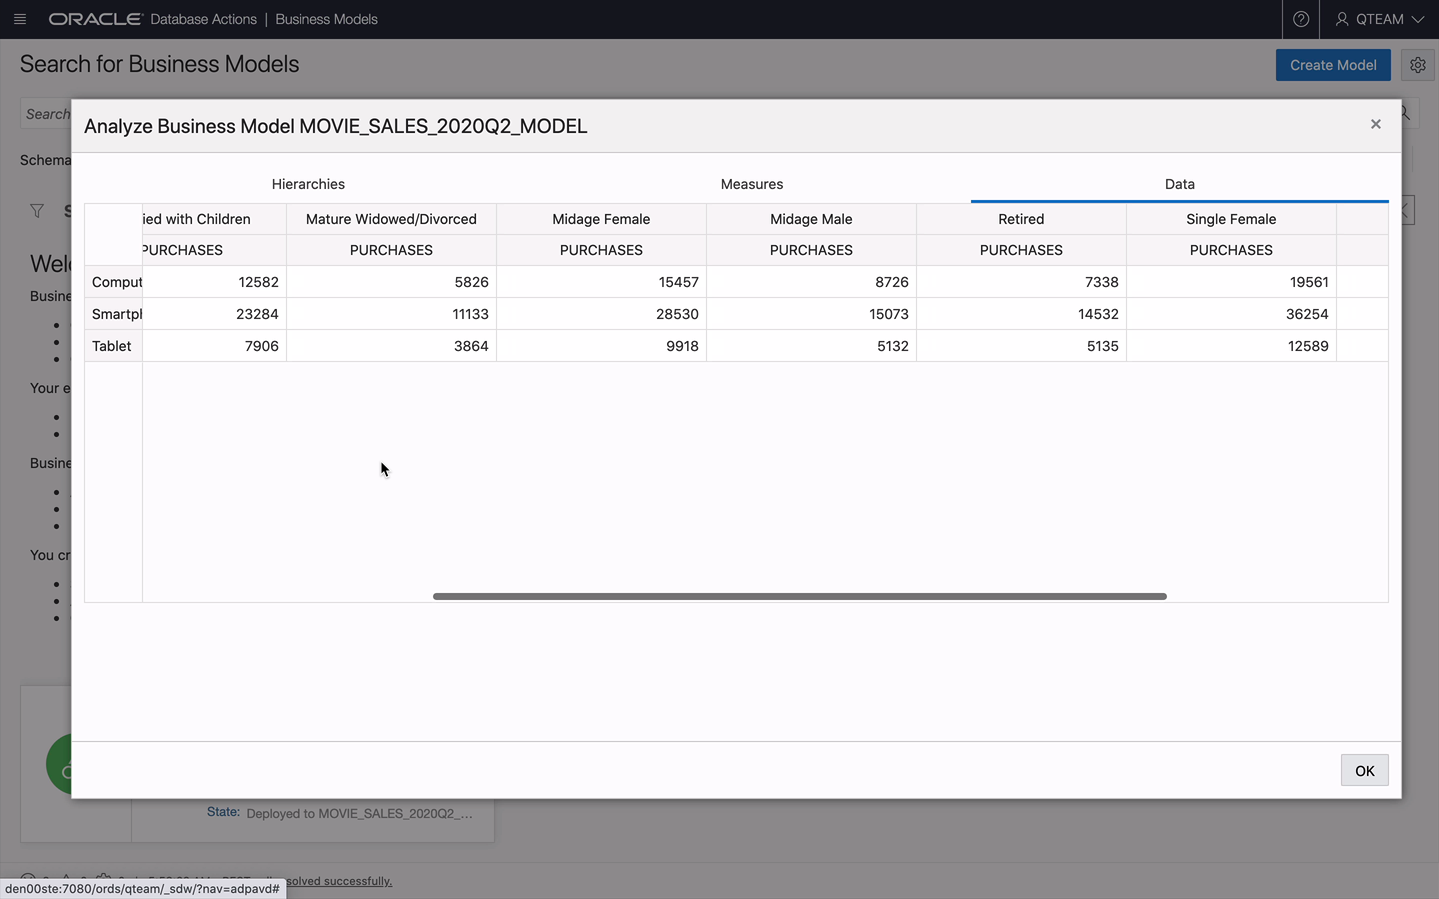 ORACLE Database Actions | Business Models
QTEAM
Search for Business Models
Create Model
Search
Analyze Business Model MOVIE_SALES_2020Q2_MODEL
Schema
Hierarchies Measures Data
ied with Children Mature Widowed/Divorced Midage Female Midage Male Retired Single Female
PURCHASES PURCHASES PURCHASES PURCHASES PURCHASES PURCHASES
Comput 12582 5826 15457 8726 7338 19561
Smartph 23284 11133 28530 15073 14532 36254
Tablet 7906 3864 9918 5132 5135 12589
Welc
Busine
Your e
Busine
You cr
OK
State: Deployed to MOVIE_SALES_2020Q2_...
solved successfully.
den00ste:7080/ords/qteam/_sdw/?nav=adpavd#